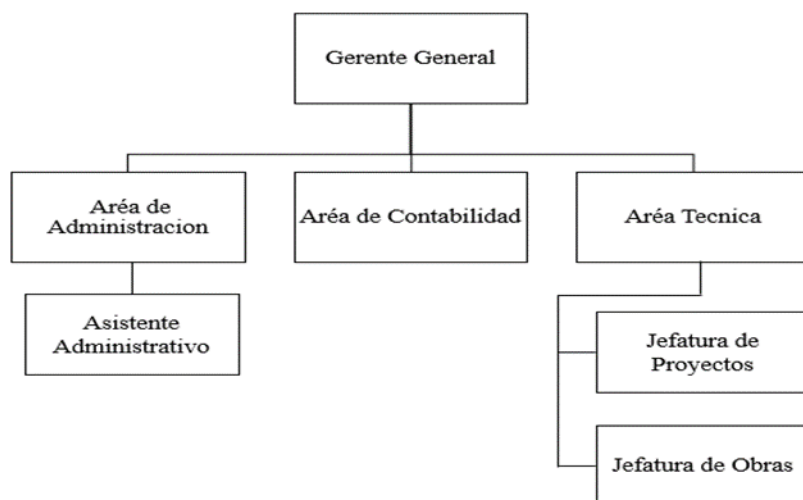 Gerente General
Aréa de
Administracion
Aréa de Contabilidad
Aréa Tecnica
Asistente
Administrativo
Jefatura de
Proyectos
Jefatura de Obras